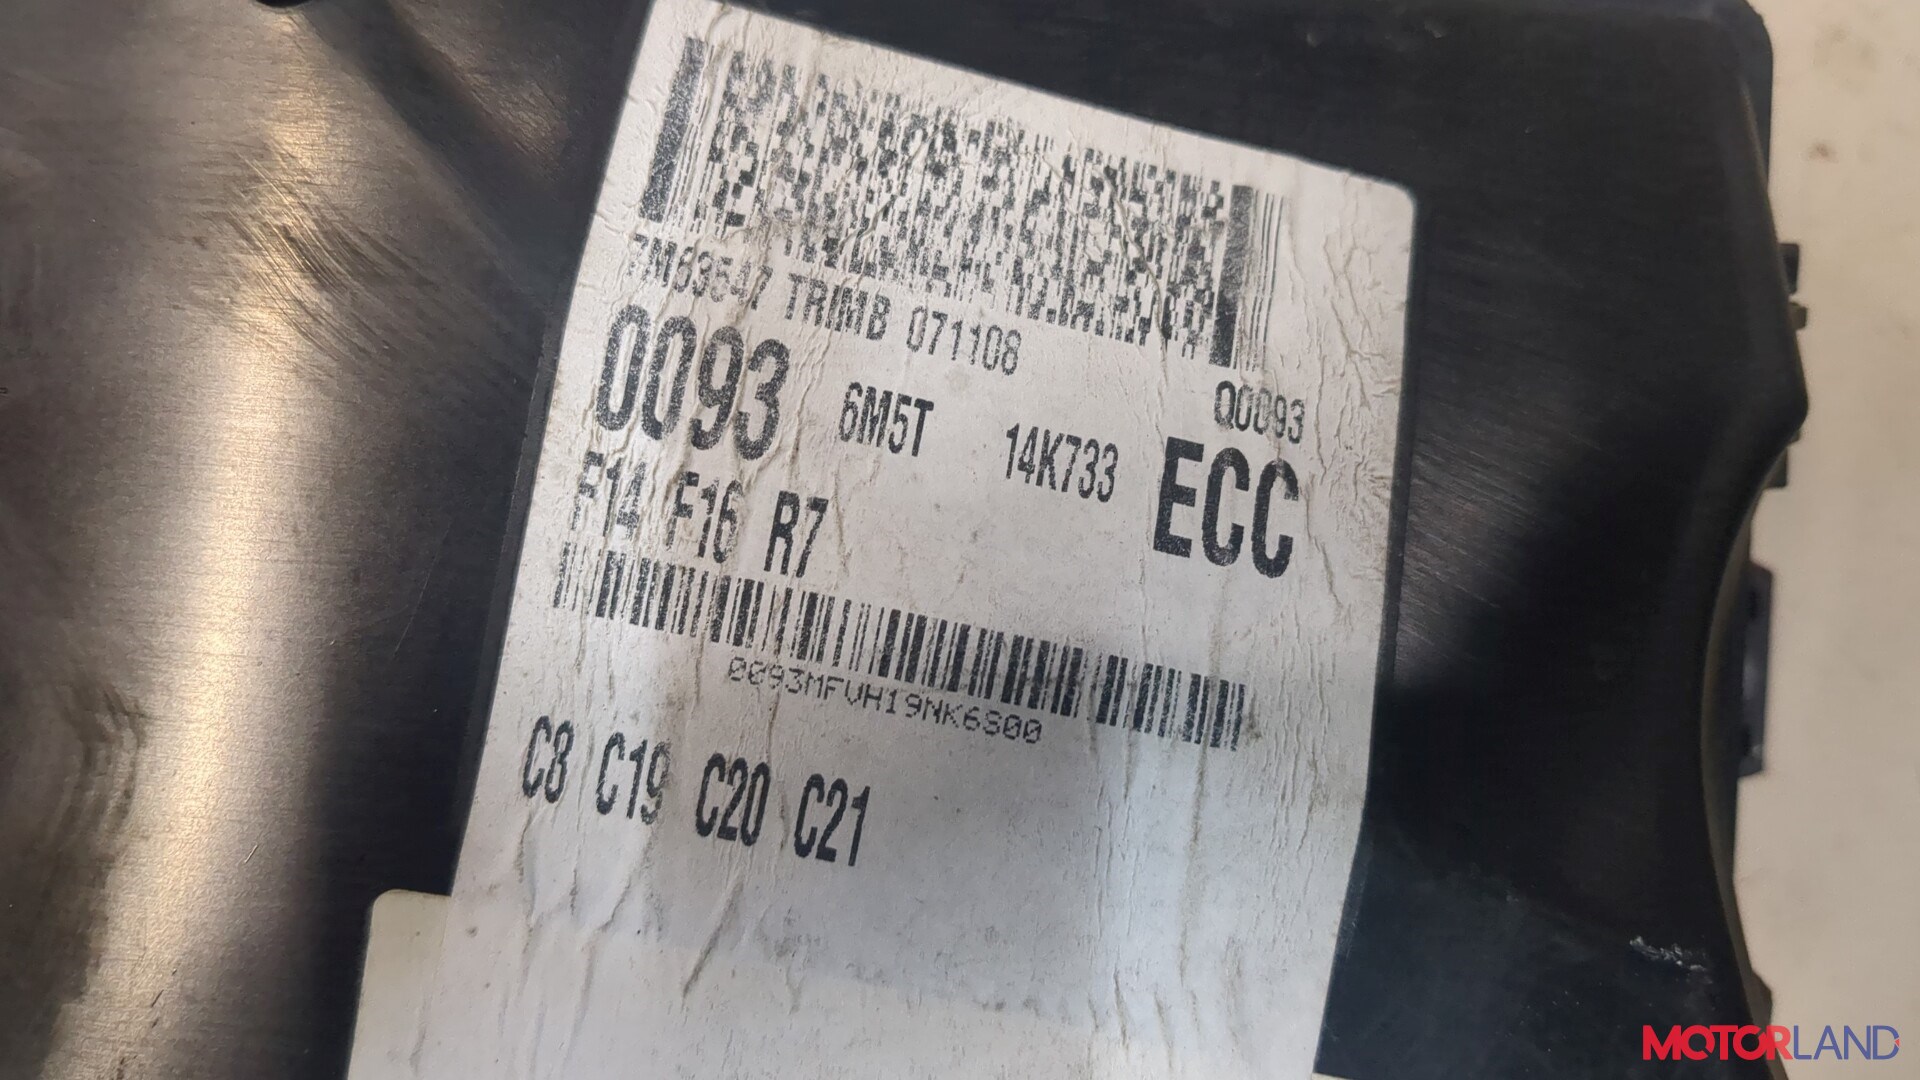 7M63547 TRIMB 071108
Q0093
0093 6M5T 14K733 ECC
F14 F16 R7
0093MFVH19NK6S00
C8 C19 C20 C21
MOTORLAND